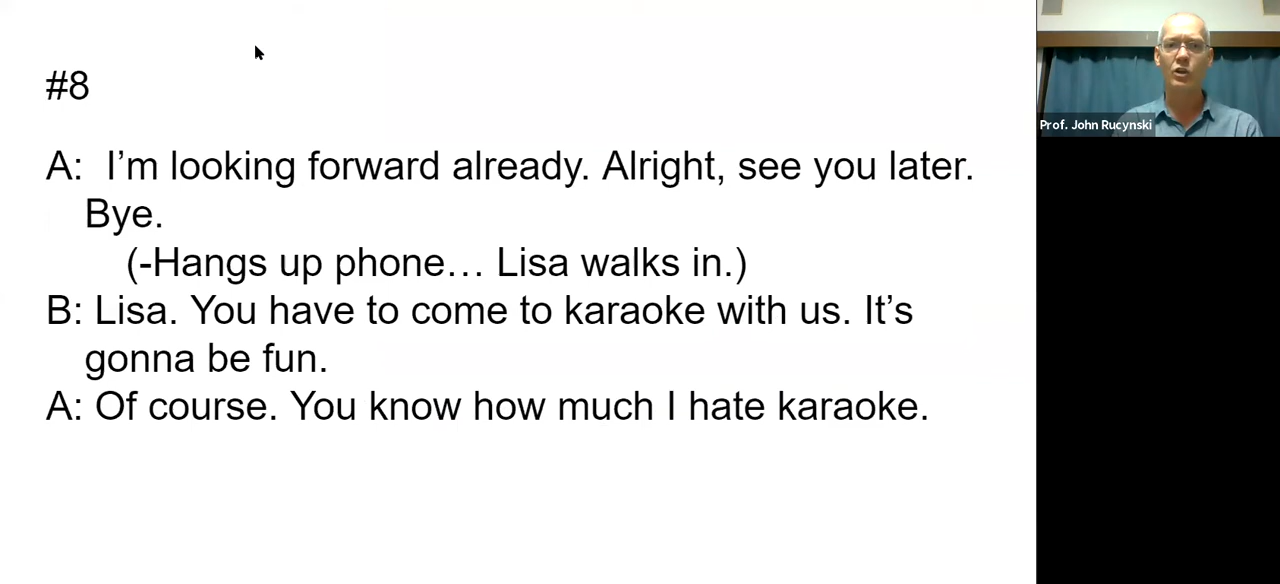 #8
A: I’m looking forward already. Alright, see you later.
Bye.
(-Hangs up phone… Lisa walks in.)
B: Lisa. You have to come to karaoke with us. It’s
gonna be fun.
A: Of course. You know how much I hate karaoke.
Prof. John Rucynski